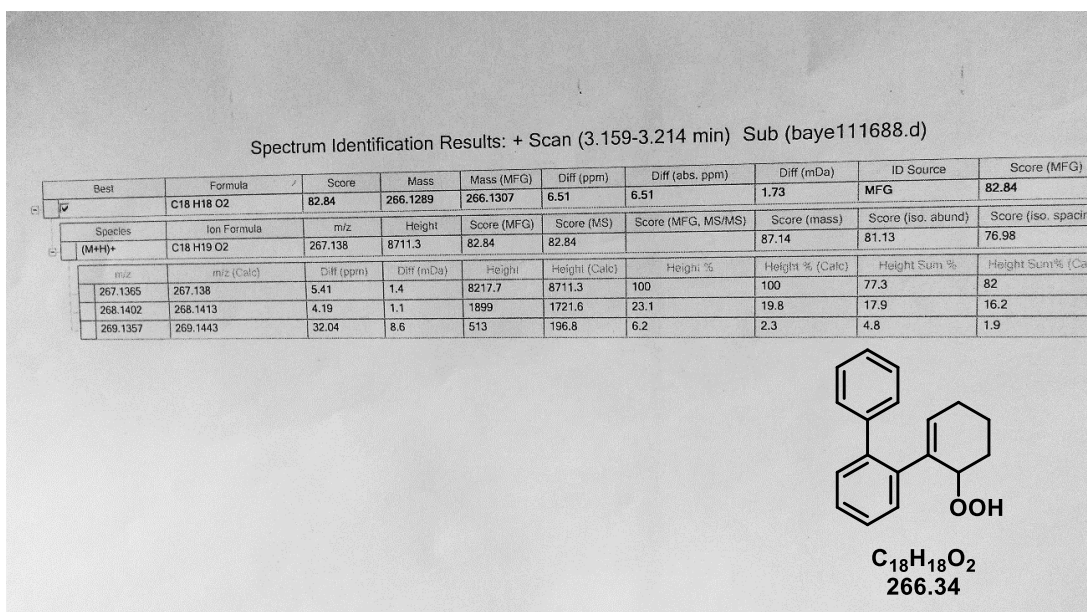 Spectrum Identification Results: + Scan (3.159-3.214 min) Sub (baye111688.d)
Best Formula Score Mass Mass (MFG) Diff (ppm) Diff (abs. ppm) Diff (mDa) ID Source Score (MFG)
C18 H18 O2 82.84 266.1289 266.1307 6.51 6.51 1.73 MFG 82.84
Species Ion Formula m/z Height Score (MFG) Score (MS) Score (MFG, MS/MS) Score (mass) Score (iso. abund) Score (iso.
(M+H)+ C18 H19 O2 267.138 8711.3 82.84 82.84 87.14 81.13 76.98
m/z m/z (Calc) Diff (ppm) Diff (mDa) Height Height (Calc) Height % Height % (Calc) Height Sum % Height Sum%
267.1365 267.138 5.41 1.4 8217.7 8711.3 100 100 77.3 82
268.1402 268.1413 4.19 1.1 1899 1721.6 23.1 19.8 17.9 16.2
269.1357 269.1443 32.04 8.6 513 196.8 6.2 2.3 4.8 1.9
OOH
C18H18O2
266.34